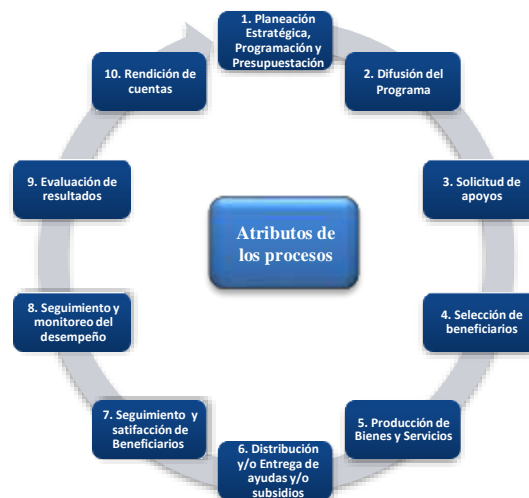 1. Planeación
Estratégica,
Programación y
Presupuestación
2. Difusión del
Programa
3. Solicitud de
apoyos
4. Selección de
beneficiarios
5. Producción de
Bienes y Servicios
6. Distribución
y/o Entrega de
ayudas y/o
subsidios
7. Seguimiento y
satifacción de
Beneficiarios
8. Seguimiento y
monitoreo del
desempeño
9. Evaluación de
resultados
10. Rendición de
cuentas
Atributos de
los procesos